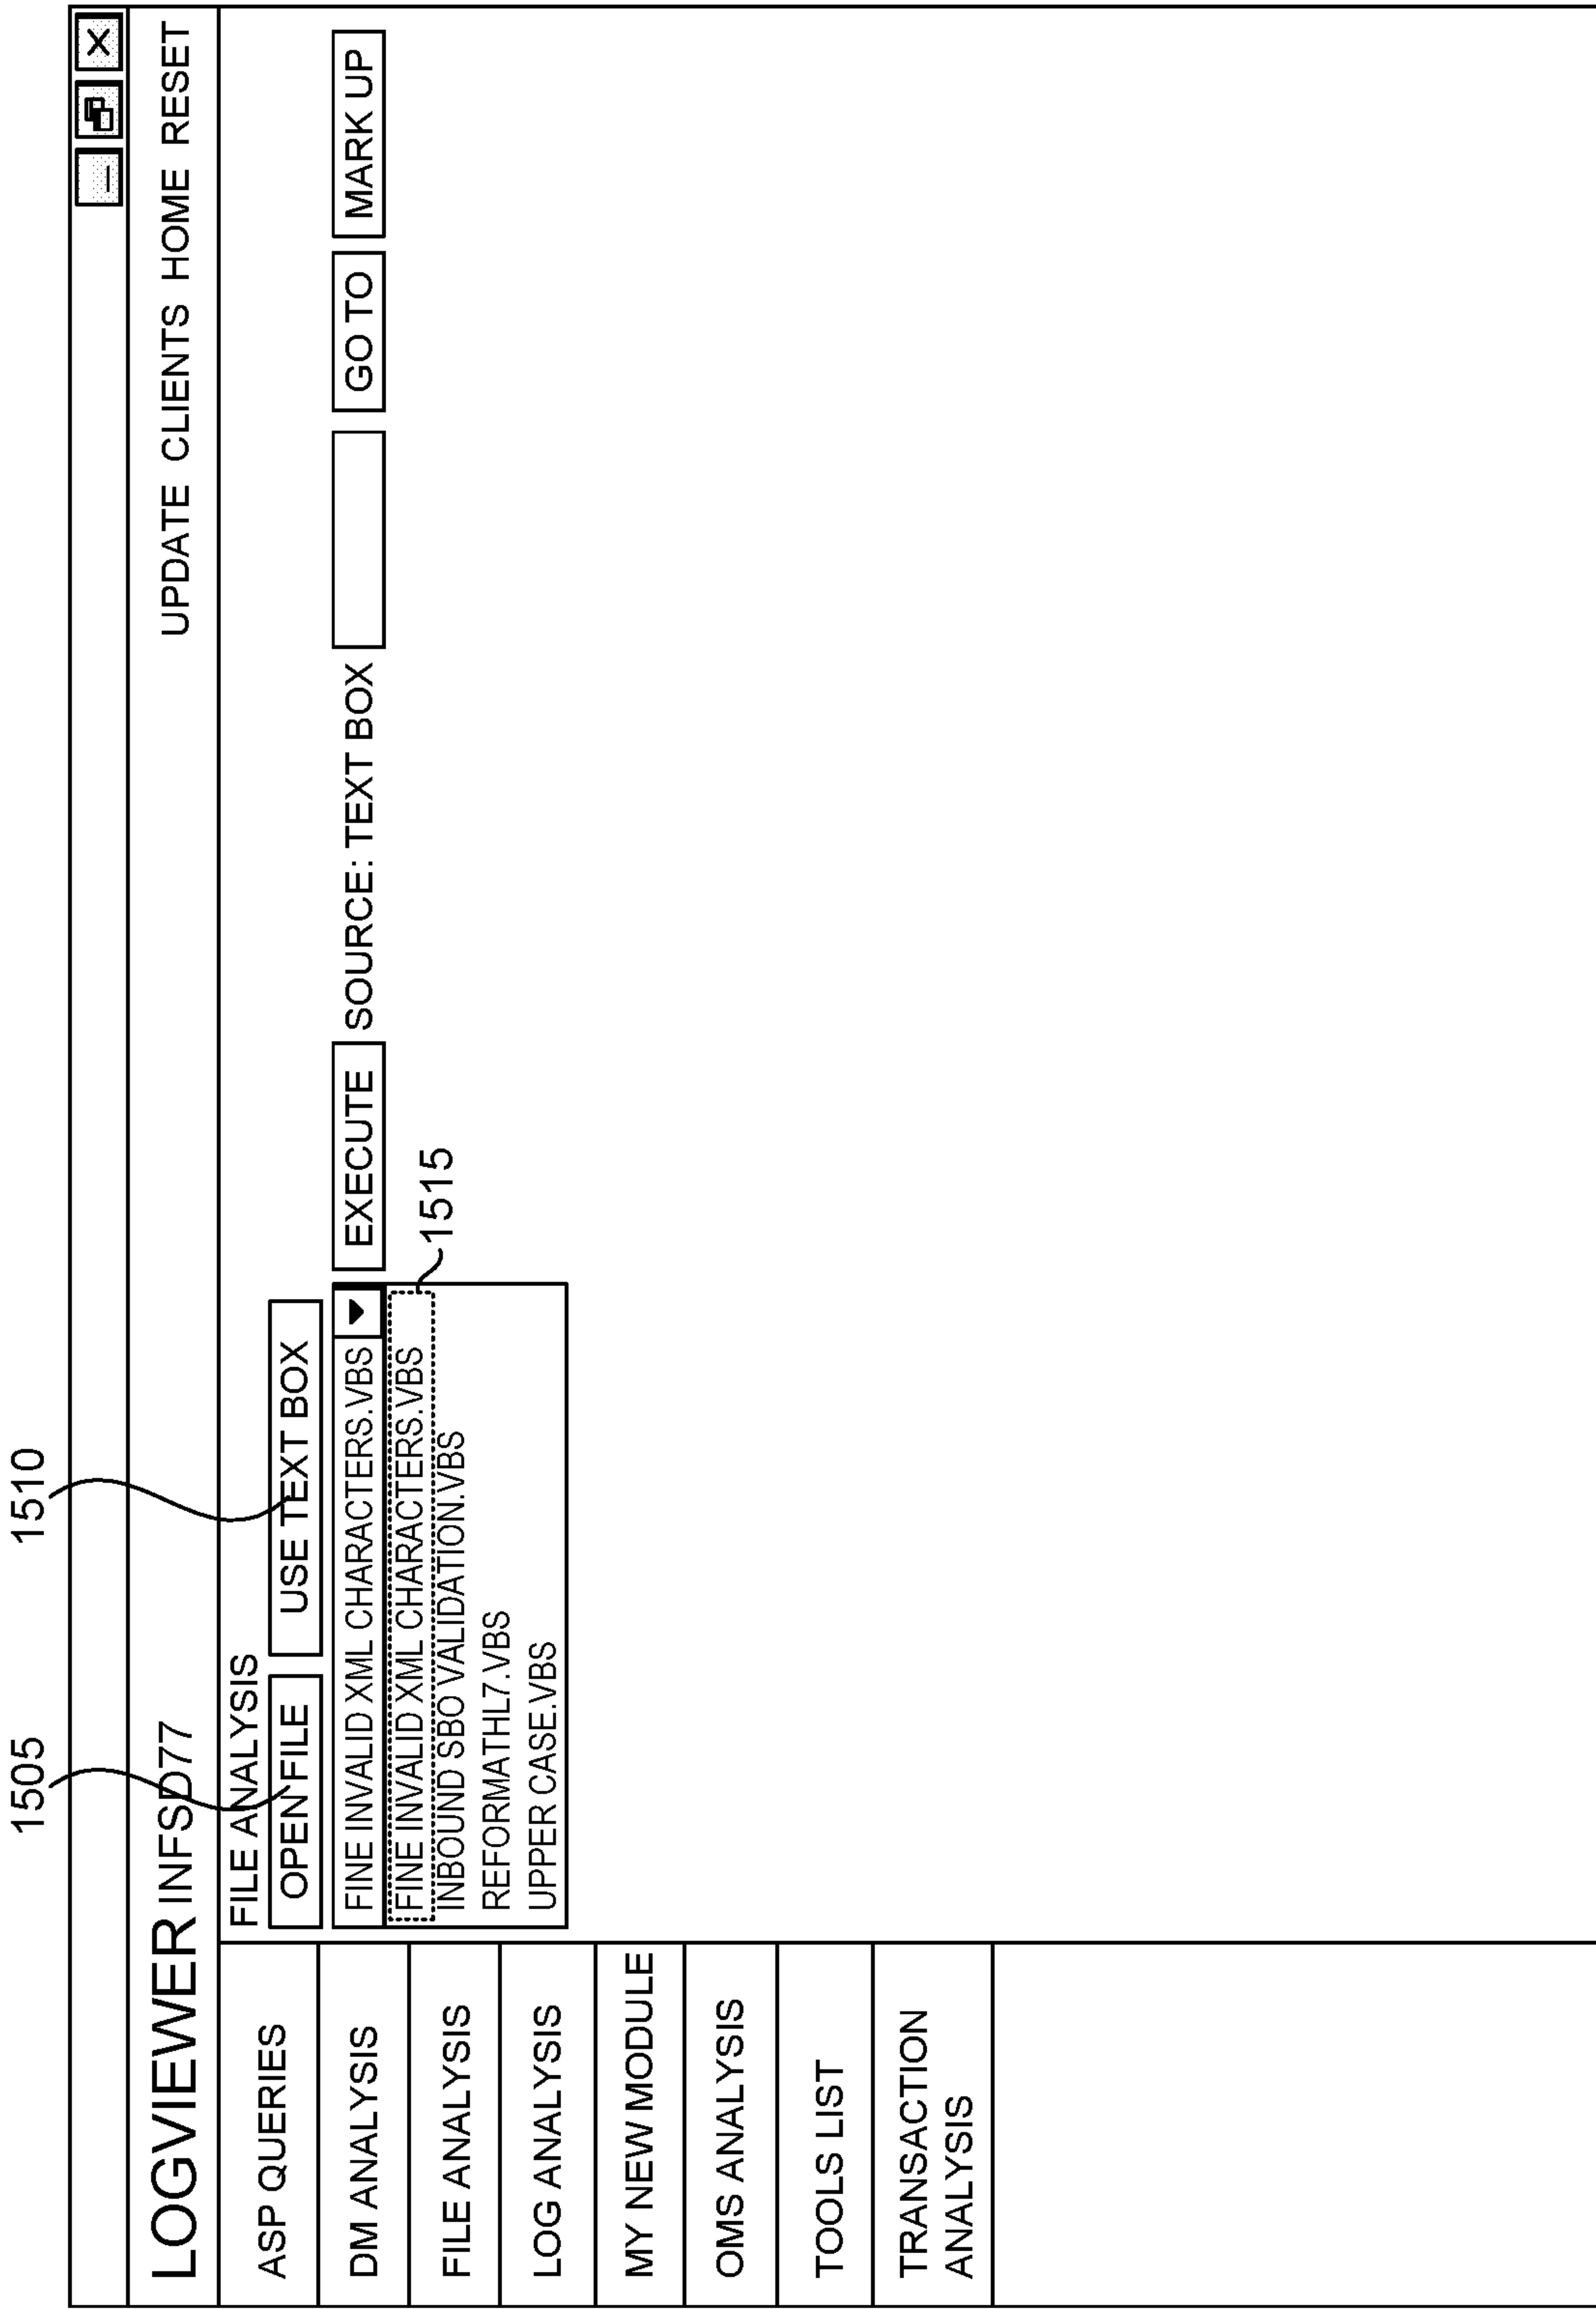 1505
1510
LOGVIEWER INFSD77
UPDATE CLIENTS HOME RESET
ASP QUERIES
DM ANALYSIS
FILE ANALYSIS
LOG ANALYSIS
MY NEW MODULE
OMS ANALYSIS
TOOLS LIST
TRANSACTION
ANALYSIS
FILE ANALYSIS
OPEN FILE
USE TEXT BOX
FINE INVALID XML CHARACTERS.VBS
EXECUTE
SOURCE: TEXT BOX
GO TO
MARK UP
FINE INVALID XML CHARACTERS.VBS
1515
INBOUND SBO VALIDATION.VBS
REFORMATHL7.VBS
UPPER CASE.VBS